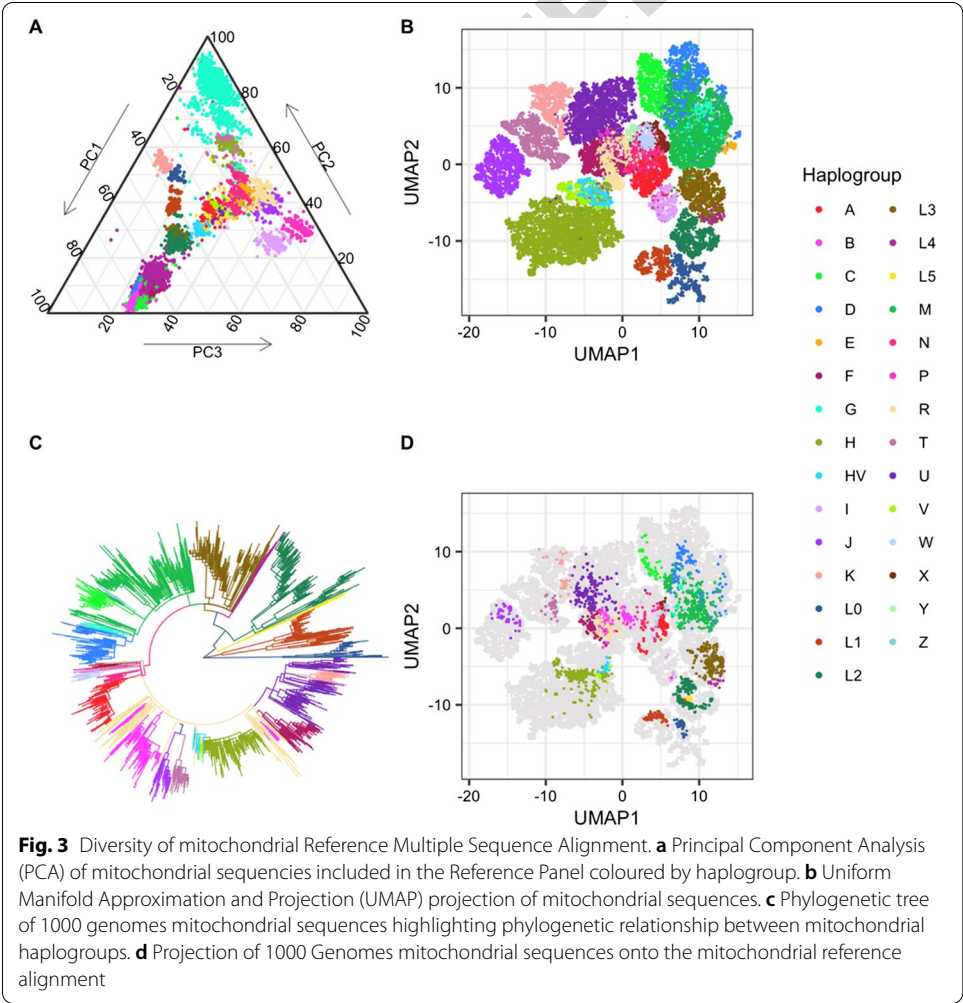 A
100
20
80
40
PC1
60
PC2
60
40
80
20
100
20
40
60
80
100
PC3
B
10
0
-10
UMAP2
-20
-10
0
10
UMAP1
Haplogroup
A
L3
B
L4
C
L5
D
M
E
N
F
P
G
R
H
T
HV
U
I
V
J
W
K
X
L0
Y
L1
Z
L2
C
D
10
0
-10
UMAP2
-20
-10
0
10
UMAP1
Fig. 3 Diversity of mitochondrial Reference Multiple Sequence Alignment. a Principal Component Analysis
(PCA) of mitochondrial sequencies included in the Reference Panel coloured by haplogroup. b Uniform
Manifold Approximation and Projection (UMAP) projection of mitochondrial sequences. c Phylogenetic tree
of 1000 genomes mitochondrial sequences highlighting phylogenetic relationship between mitochondrial
haplogroups. d Projection of 1000 Genomes mitochondrial sequences onto the mitochondrial reference
alignment